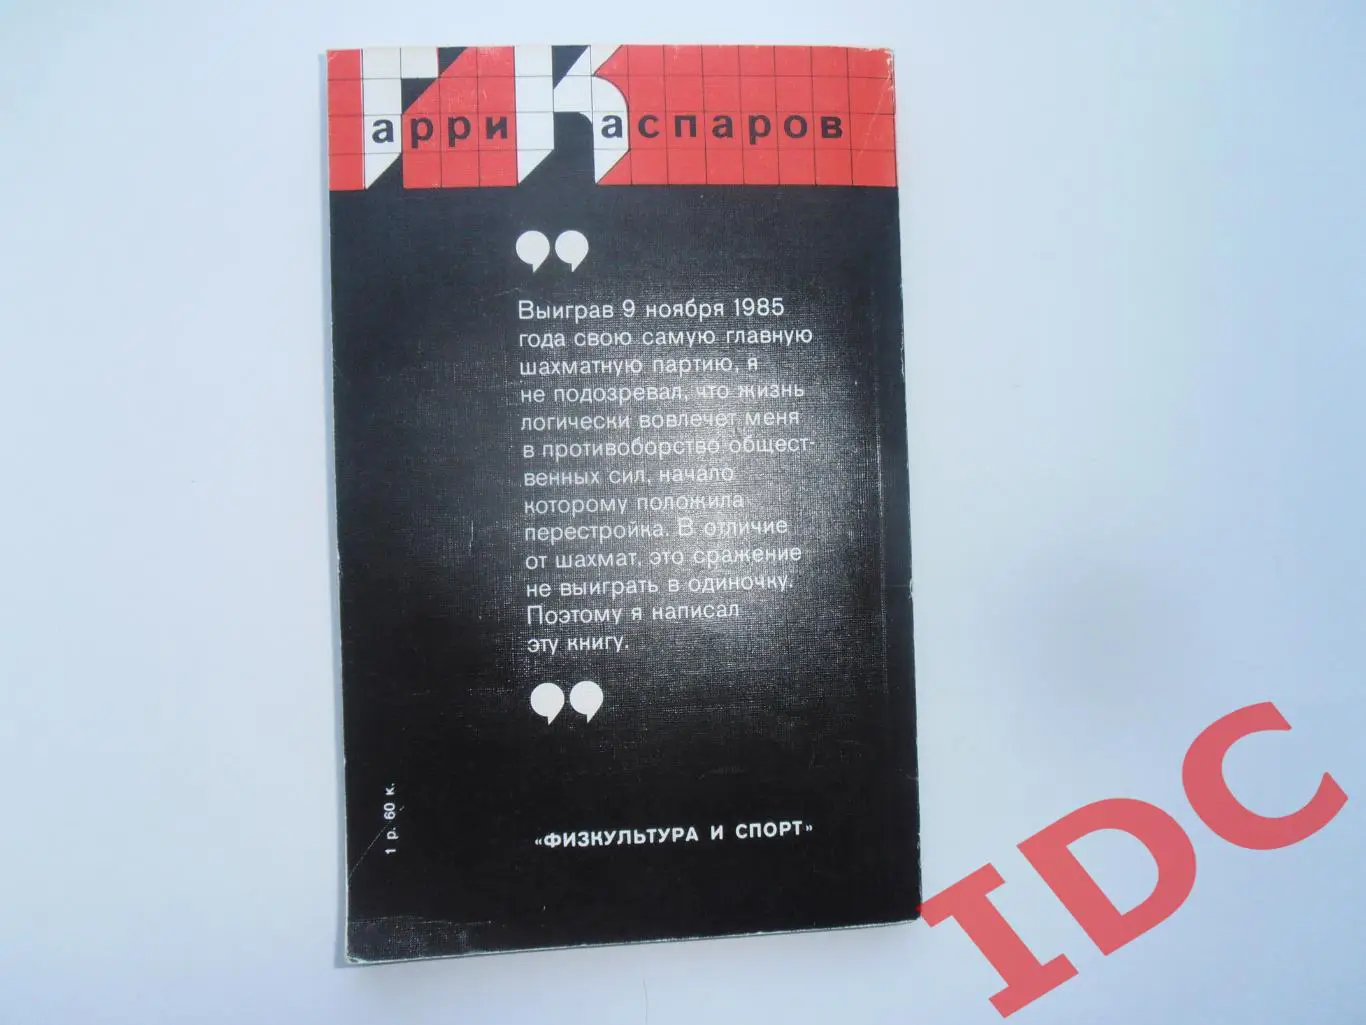 Гарри Каспаров
Выиграв 9 ноября 1985
года свою самую главную
шахматную партию, я
не подозревал, что жизнь
логически вовлечет меня
в противоборство общест-
венных сил, начало
которому положила
перестройка. В отличие
от шахмат, это сражение
не выиграть в одиночку.
Поэтому я написал
эту книгу.
1 р. 60 к.
«ФИЗКУЛЬТУРА И СПОРТ»
IDC